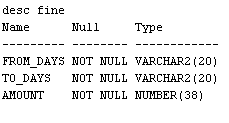 desc fine
Name      Null     Type
--------- -------- ------------
FROM_DAYS NOT NULL VARCHAR2(20)
TO_DAYS   NOT NULL VARCHAR2(20)
AMOUNT    NOT NULL NUMBER(38)